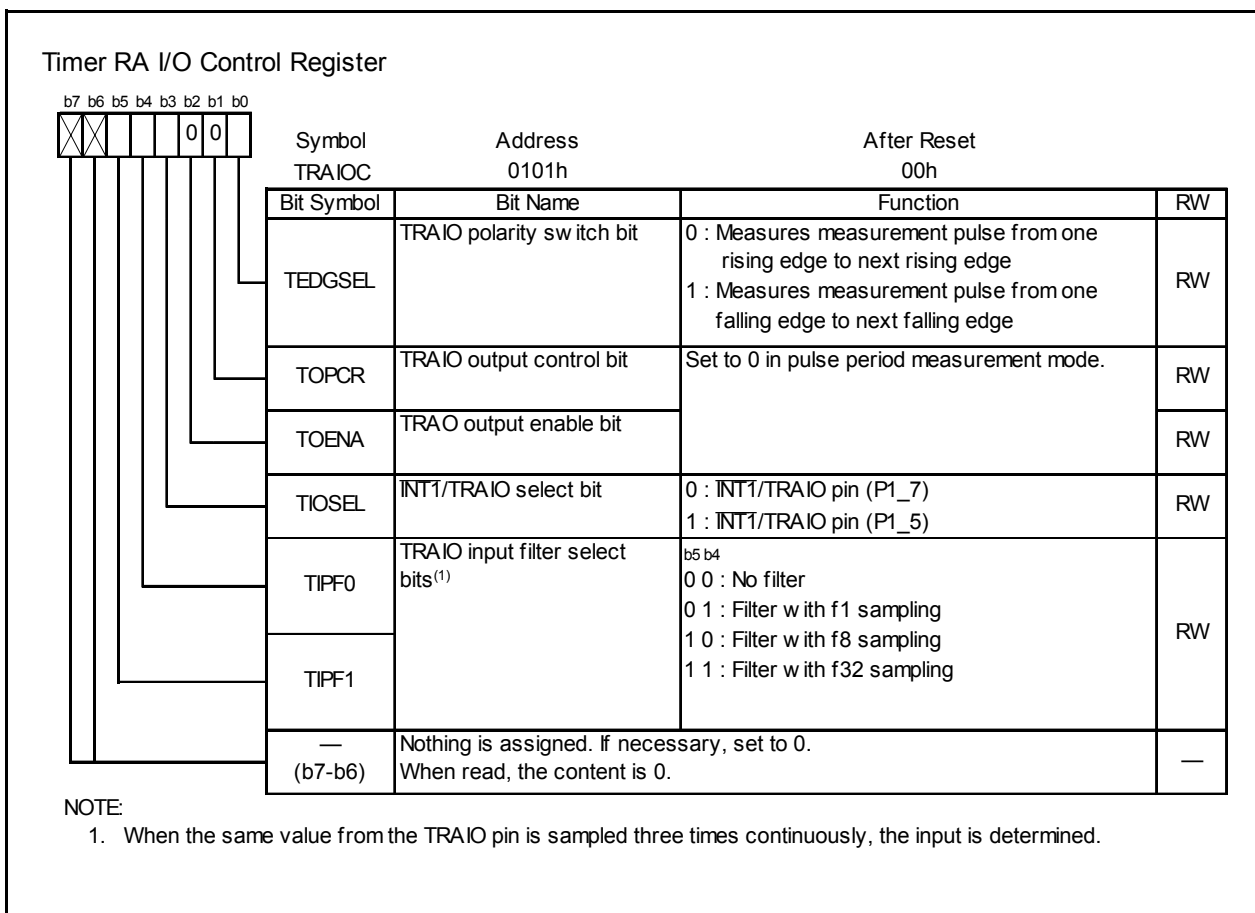 Timer RA I/O Control Register
b7 b6 b5 b4 b3 b2 b1 b0
0 0
Symbol Address After Reset
TRAIOC 0101h 00h
Bit Symbol Bit Name Function RW
TEDGSEL
TRAIO polarity switch bit
0 : Measures measurement pulse from one
rising edge to next rising edge
1 : Measures measurement pulse from one
falling edge to next falling edge
RW
TOPCR
TRAIO output control bit
Set to 0 in pulse period measurement mode.
RW
TOENA
TRAO output enable bit
RW
TIOSEL
INT1/TRAIO select bit
0 : INT1/TRAIO pin (P1_7)
1 : INT1/TRAIO pin (P1_5)
RW
TIPF0
TRAIO input filter select
bits(1)
b5 b4
0 0 : No filter
0 1 : Filter with f1 sampling
1 0 : Filter with f8 sampling
1 1 : Filter with f32 sampling
RW
TIPF1
—
(b7-b6)
Nothing is assigned. If necessary, set to 0.
When read, the content is 0.
—
NOTE:
1. When the same value from the TRAIO pin is sampled three times continuously, the input is determined.